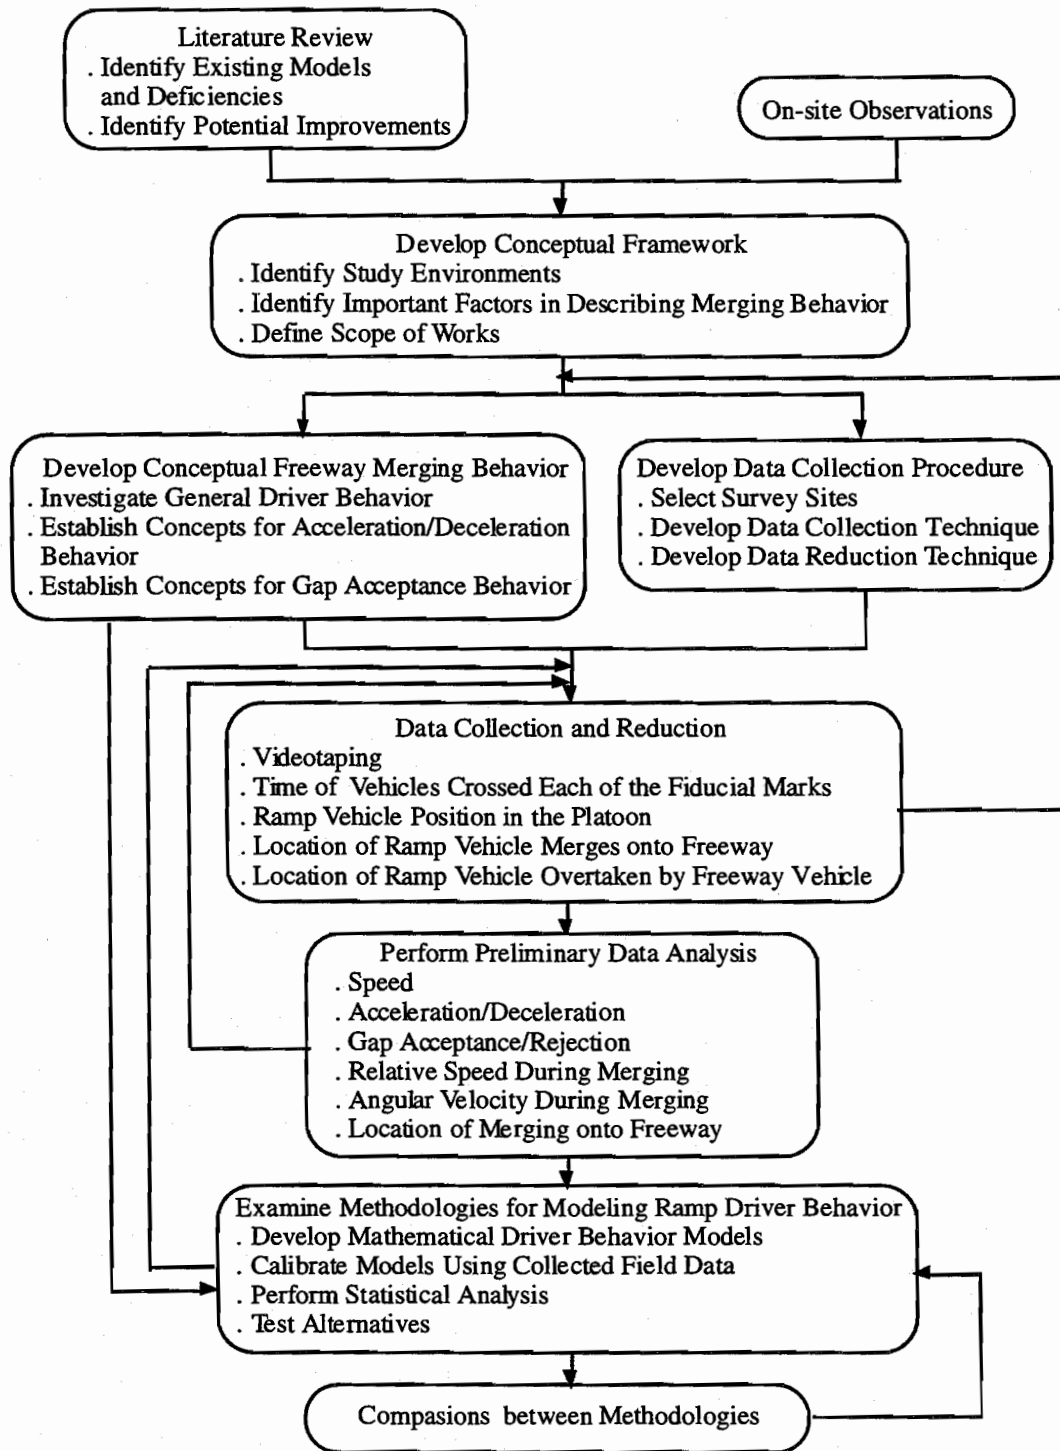 Literature Review
. Identify Existing Models
and Deficiencies
. Identify Potential Improvements
On-site Observations
Develop Conceptual Framework
. Identify Study Environments
. Identify Important Factors in Describing Merging Behavior
. Define Scope of Works
Develop Conceptual Freeway Merging Behavior
. Investigate General Driver Behavior
. Establish Concepts for Acceleration/Deceleration
Behavior
. Establish Concepts for Gap Acceptance Behavior
Develop Data Collection Procedure
. Select Survey Sites
. Develop Data Collection Technique
. Develop Data Reduction Technique
Data Collection and Reduction
. Videotaping
. Time of Vehicles Crossed Each of the Fiducial Marks
. Ramp Vehicle Position in the Platoon
. Location of Ramp Vehicle Merges onto Freeway
. Location of Ramp Vehicle Overtaken by Freeway Vehicle
Perform Preliminary Data Analysis
. Speed
. Acceleration/Deceleration
. Gap Acceptance/Rejection
. Relative Speed During Merging
. Angular Velocity During Merging
. Location of Merging onto Freeway
Examine Methodologies for Modeling Ramp Driver Behavior
. Develop Mathematical Driver Behavior Models
. Calibrate Models Using Collected Field Data
. Perform Statistical Analysis
. Test Alternatives
Compasions between Methodologies